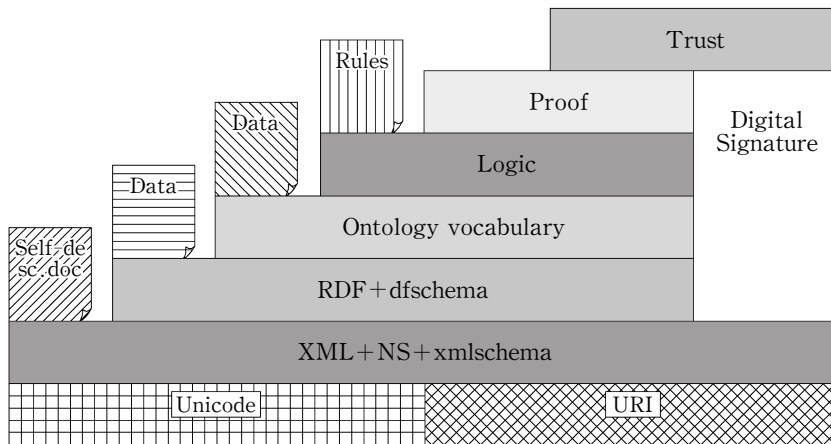 Trust
Rules
Proof
Digital
Signature
Data
Logic
Data
Ontology vocabulary
Self-de
sc.doc
RDF+dfschema
XML+NS+xmlschema
Unicode
URI